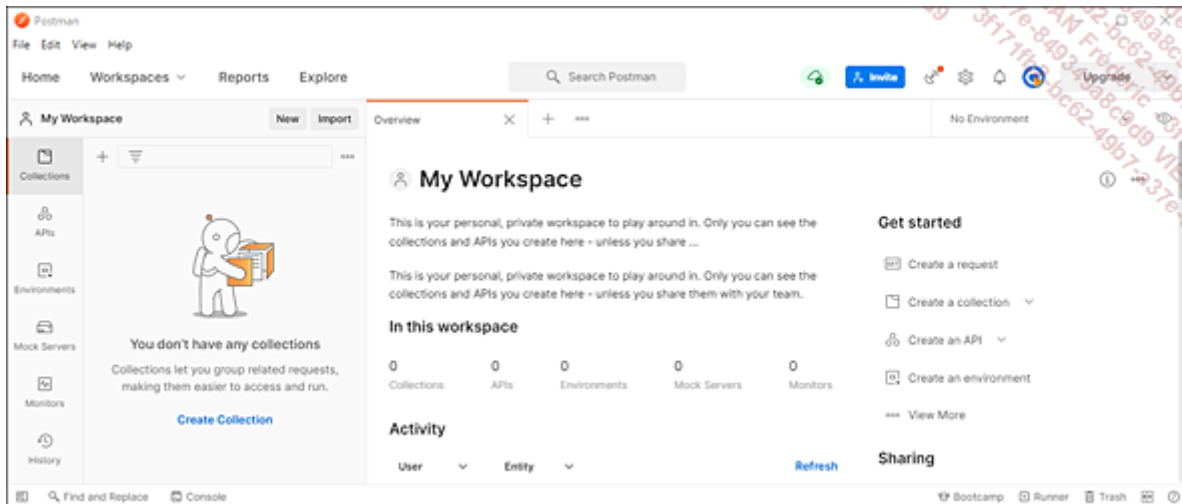 Postman
File Edit View Help
Home Workspaces Reports Explore Search Postman Invite Upgrade
My Workspace New Import Overview No Environment
Collections
APIs
Environments
Mock Servers
Monitors
History
You don't have any collections
Collections let you group related requests,
making them easier to access and run.
Create Collection
My Workspace
This is your personal, private workspace to play around in. Only you can see the
collections and APIs you create here - unless you share ...
This is your personal, private workspace to play around in. Only you can see the
collections and APIs you create here - unless you share them with your team.
In this workspace
0 0 0 0 0
Collections APIs Environments Mock Servers Monitors
Activity
User Entity Refresh
Get started
Create a request
Create a collection
Create an API
Create an environment
View More
Sharing
Find and Replace Console Bootcamp Runner Trash